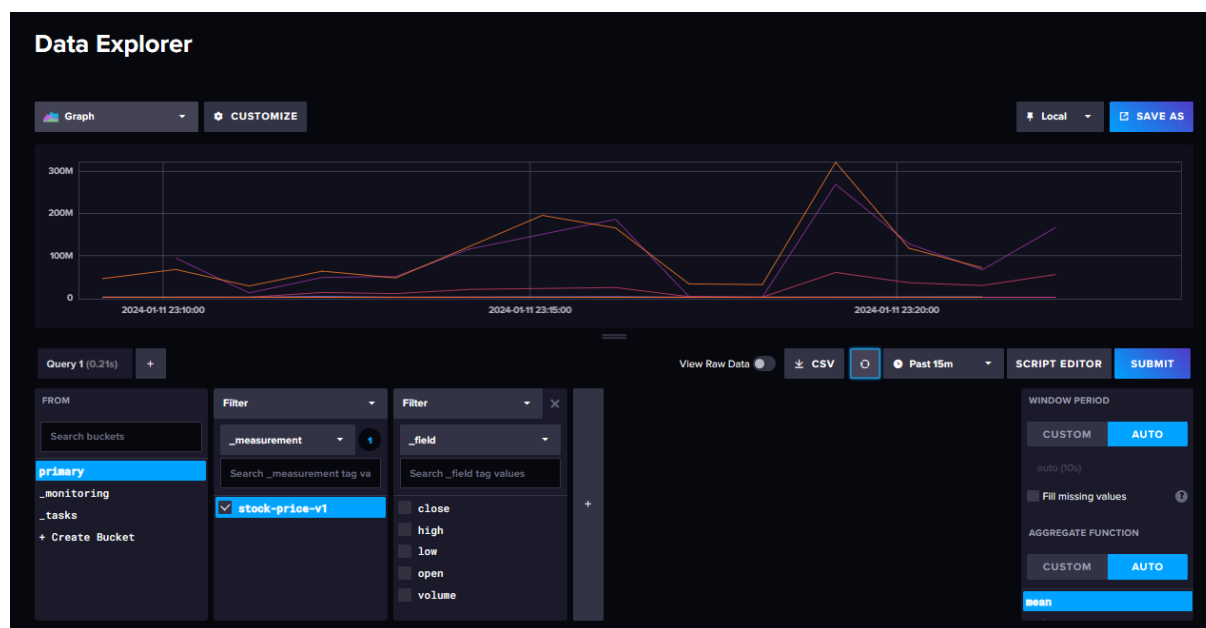 Data Explorer
Graph
CUSTOMIZE
Local
SAVE AS
300M
200M
100M
0
2024-01-11 23:10:00
2024-01-11 23:15:00
2024-01-11 23:20:00
Query 1 (0.21s)
+
View Raw Data
CSV
Past 15m
SCRIPT EDITOR
SUBMIT
FROM
Search buckets
primary
_monitoring
_tasks
+ Create Bucket
Filter
_measurement
1
Search _measurement tag va
stock-price-v1
Filter
_field
Search _field tag values
close
high
low
open
volume
+
WINDOW PERIOD
CUSTOM
AUTO
auto (10s)
Fill missing values
?
AGGREGATE FUNCTION
CUSTOM
AUTO
mean